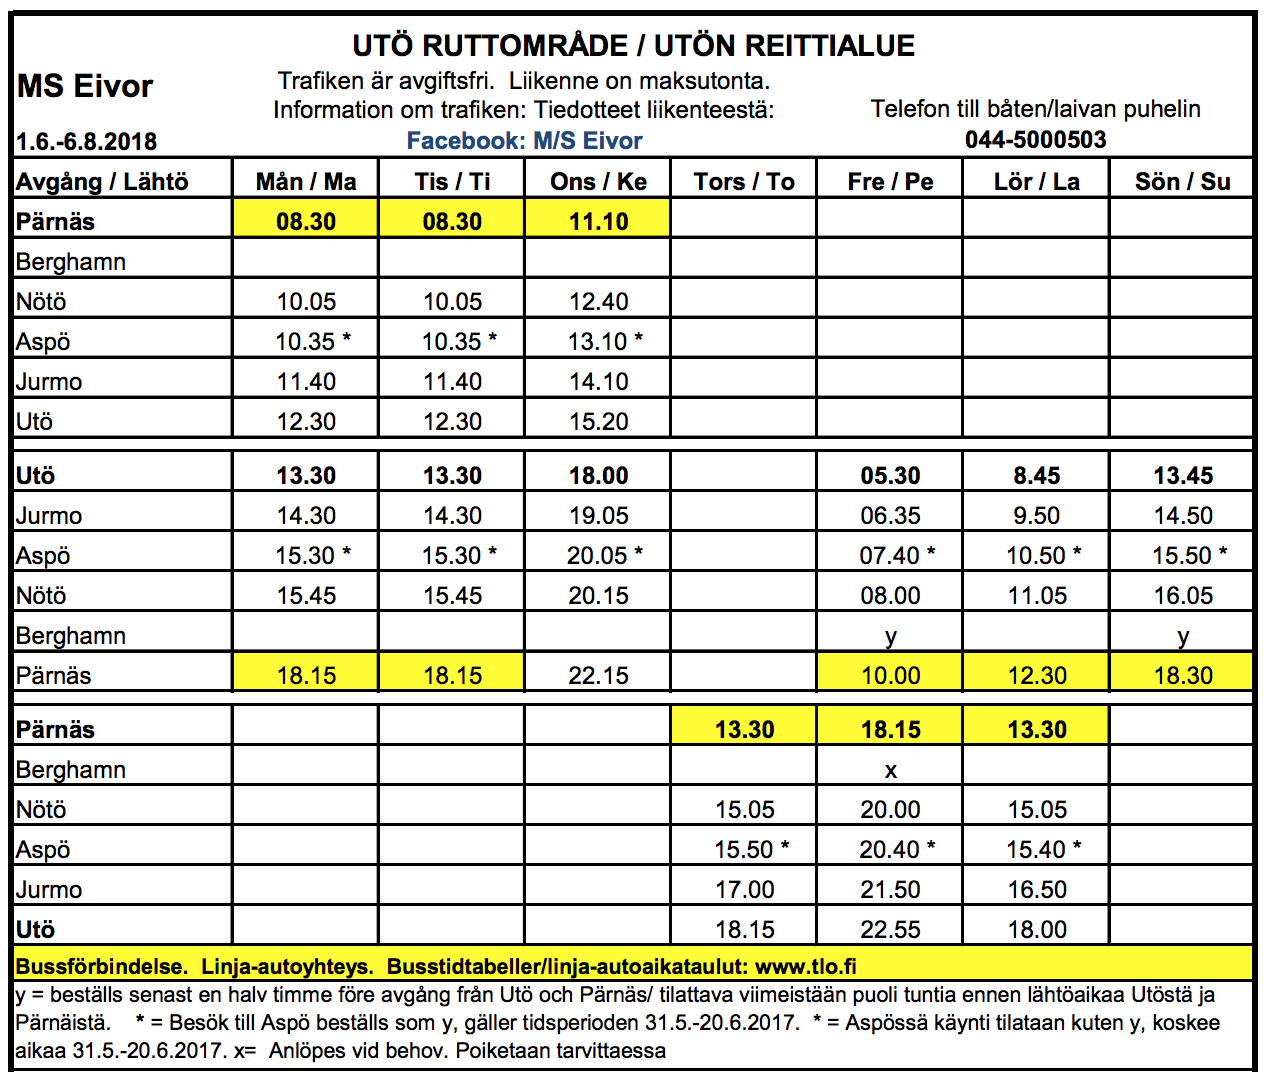 UTÖ RUTTOMRÅDE / UTÖN REITTIALUE
MS Eivor
Trafiken är avgiftsfri. Liikenne on maksutonta.
Information om trafiken: Tiedotteet liikenteestä:
Telefon till båten/laivan puhelin
1.6.-6.8.2018
Facebook: M/S Eivor
044-5000503
Avgång / Lähtö Mån / Ma Tis / Ti Ons / Ke Tors / To Fre / Pe Lör / La Sön / Su
Pärnäs 08.30 08.30 11.10
Berghamn
Nötö 10.05 10.05 12.40
Aspö 10.35 * 10.35 * 13.10 *
Jurmo 11.40 11.40 14.10
Utö 12.30 12.30 15.20
Utö 13.30 13.30 18.00 05.30 8.45 13.45
Jurmo 14.30 14.30 19.05 06.35 9.50 14.50
Aspö 15.30 * 15.30 * 20.05 * 07.40 * 10.50 * 15.50 *
Nötö 15.45 15.45 20.15 08.00 11.05 16.05
Berghamn y y
Pärnäs 18.15 18.15 22.15 10.00 12.30 18.30
Pärnäs 13.30 18.15 13.30
Berghamn x
Nötö 15.05 20.00 15.05
Aspö 15.50 * 20.40 * 15.40 *
Jurmo 17.00 21.50 16.50
Utö 18.15 22.55 18.00
Bussförbindelse. Linja-autoyhteys. Busstidtabeller/linja-autoaikataulut: www.tlo.fi
y = beställs senast en halv timme före avgång från Utö och Pärnäs/ tilattava viimeistään puoli tuntia ennen lähtöaikaa Utöstä ja
Pärnäistä. * = Besök till Aspö beställs som y, gäller tidsperioden 31.5.-20.6.2017. * = Aspössä käynti tilataan kuten y, koskee
aikaa 31.5.-20.6.2017. x= Anlöpes vid behov. Poiketaan tarvittaessa